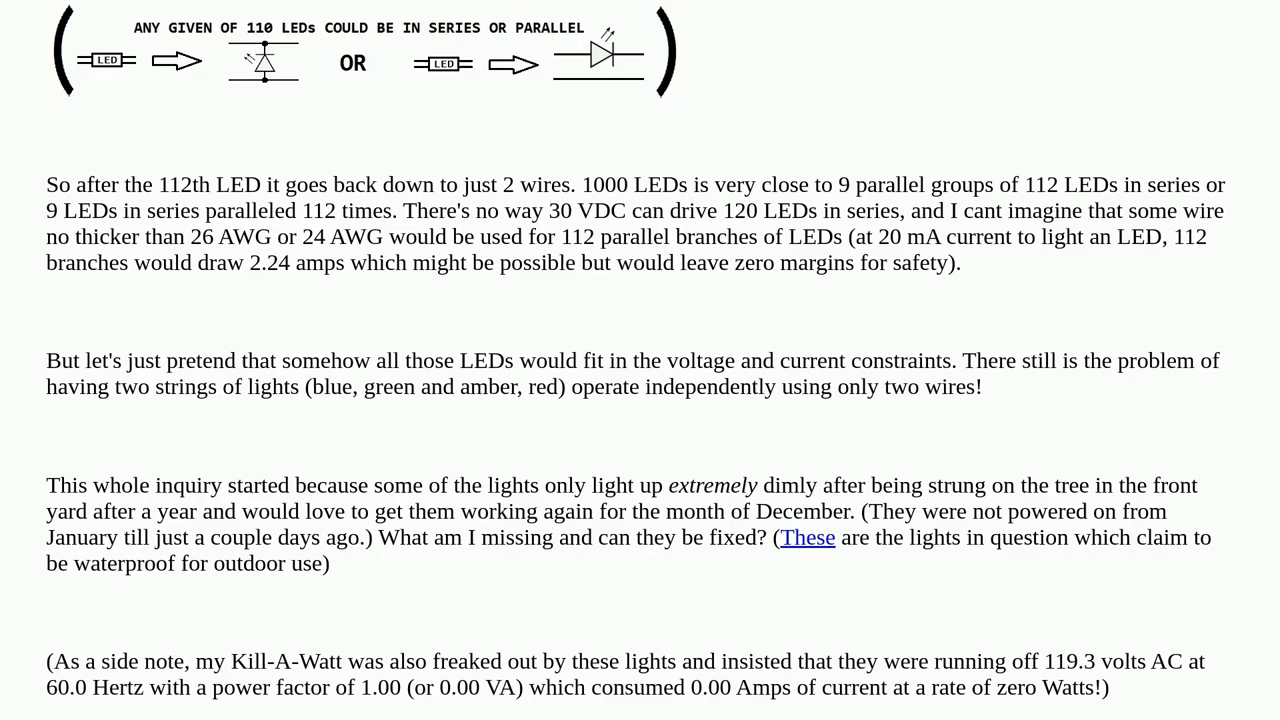 ANY GIVEN OF 110 LEDs COULD BE IN SERIES OR PARALLEL
LED OR LED
So after the 112th LED it goes back down to just 2 wires. 1000 LEDs is very close to 9 parallel groups of 112 LEDs in series or
9 LEDs in series paralleled 112 times. There's no way 30 VDC can drive 120 LEDs in series, and I cant imagine that some wire
no thicker than 26 AWG or 24 AWG would be used for 112 parallel branches of LEDs (at 20 mA current to light an LED, 112
branches would draw 2.24 amps which might be possible but would leave zero margins for safety).
But let's just pretend that somehow all those LEDs would fit in the voltage and current constraints. There still is the problem of
having two strings of lights (blue, green and amber, red) operate independently using only two wires!
This whole inquiry started because some of the lights only light up extremely dimly after being strung on the tree in the front
yard after a year and would love to get them working again for the month of December. (They were not powered on from
January till just a couple days ago.) What am I missing and can they be fixed? (These are the lights in question which claim to
be waterproof for outdoor use)
(As a side note, my Kill-A-Watt was also freaked out by these lights and insisted that they were running off 119.3 volts AC at
60.0 Hertz with a power factor of 1.00 (or 0.00 VA) which consumed 0.00 Amps of current at a rate of zero Watts!)